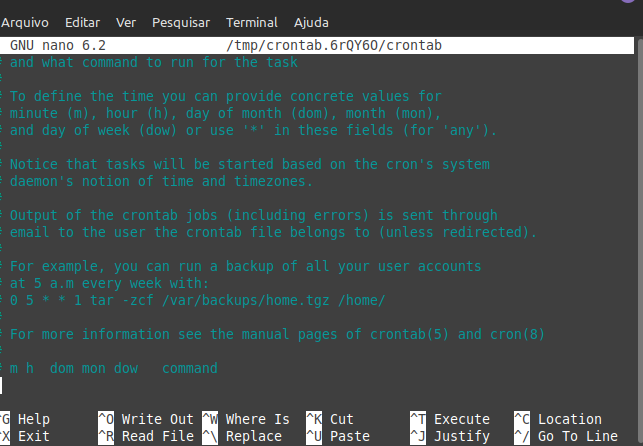 Arquivo Editar Ver Pesquisar Terminal Ajuda
GNU nano 6.2 /tmp/crontab.6rQY6O/crontab
# and what command to run for the task
#
# To define the time you can provide concrete values for
# minute (m), hour (h), day of month (dom), month (mon),
# and day of week (dow) or use '*' in these fields (for 'any').
#
# Notice that tasks will be started based on the cron's system
# daemon's notion of time and timezones.
#
# Output of the crontab jobs (including errors) is sent through
# email to the user the crontab file belongs to (unless redirected).
#
# For example, you can run a backup of all your user accounts
# at 5 a.m every week with:
# 0 5 * * 1 tar -zcf /var/backups/home.tgz /home/
#
# For more information see the manual pages of crontab(5) and cron(8)
#
# m h dom mon dow command
^G Help ^O Write Out ^W Where Is ^K Cut ^T Execute ^C Location
^X Exit ^R Read File ^\ Replace ^U Paste ^J Justify ^/ Go To Line